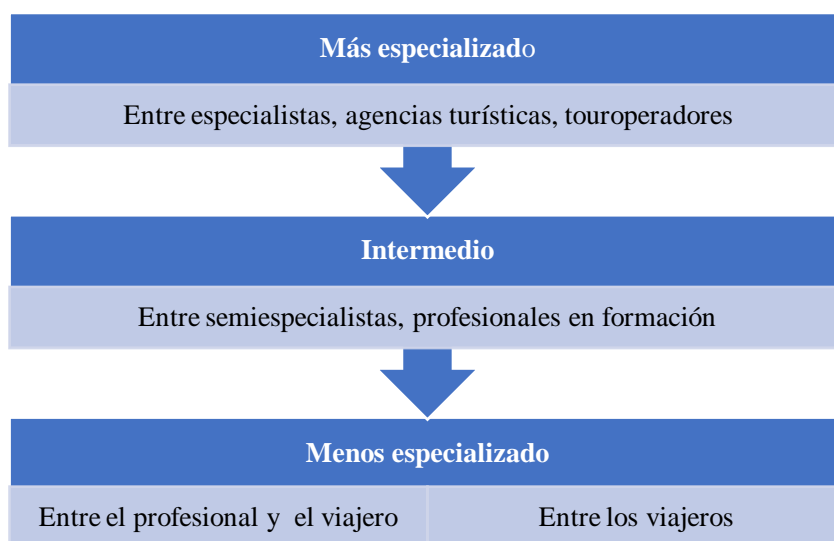 Más especializado
Entre especialistas, agencias turísticas, touroperadores
Intermedio
Entre semiespecialistas, profesionales en formación
Menos especializado
Entre el profesional y el viajero
Entre los viajeros